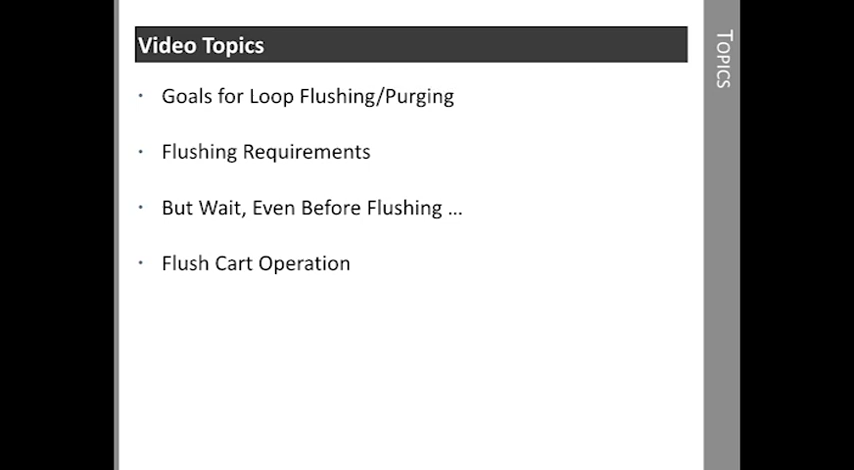 Video Topics
TOPICS
· Goals for Loop Flushing/Purging
· Flushing Requirements
· But Wait, Even Before Flushing ...
· Flush Cart Operation